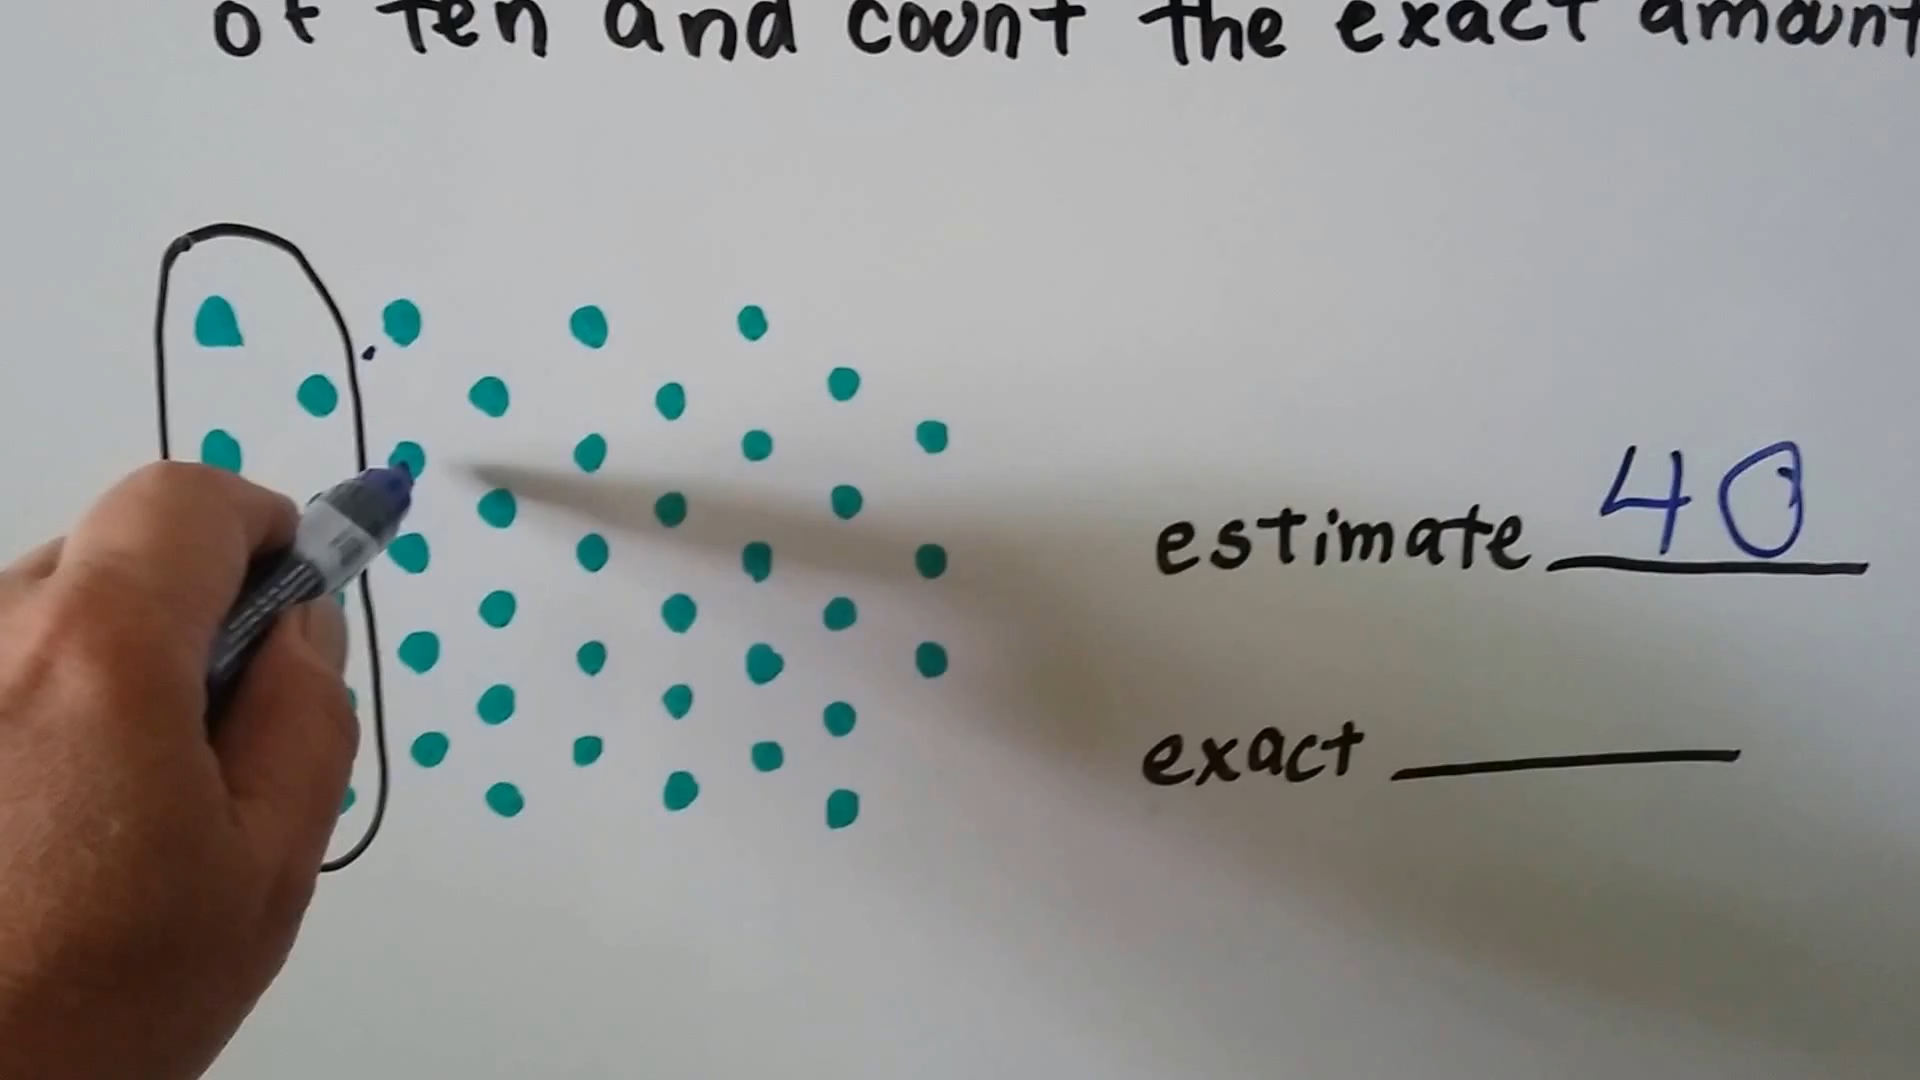 of ten and count the exact amount
estimate 40
exact